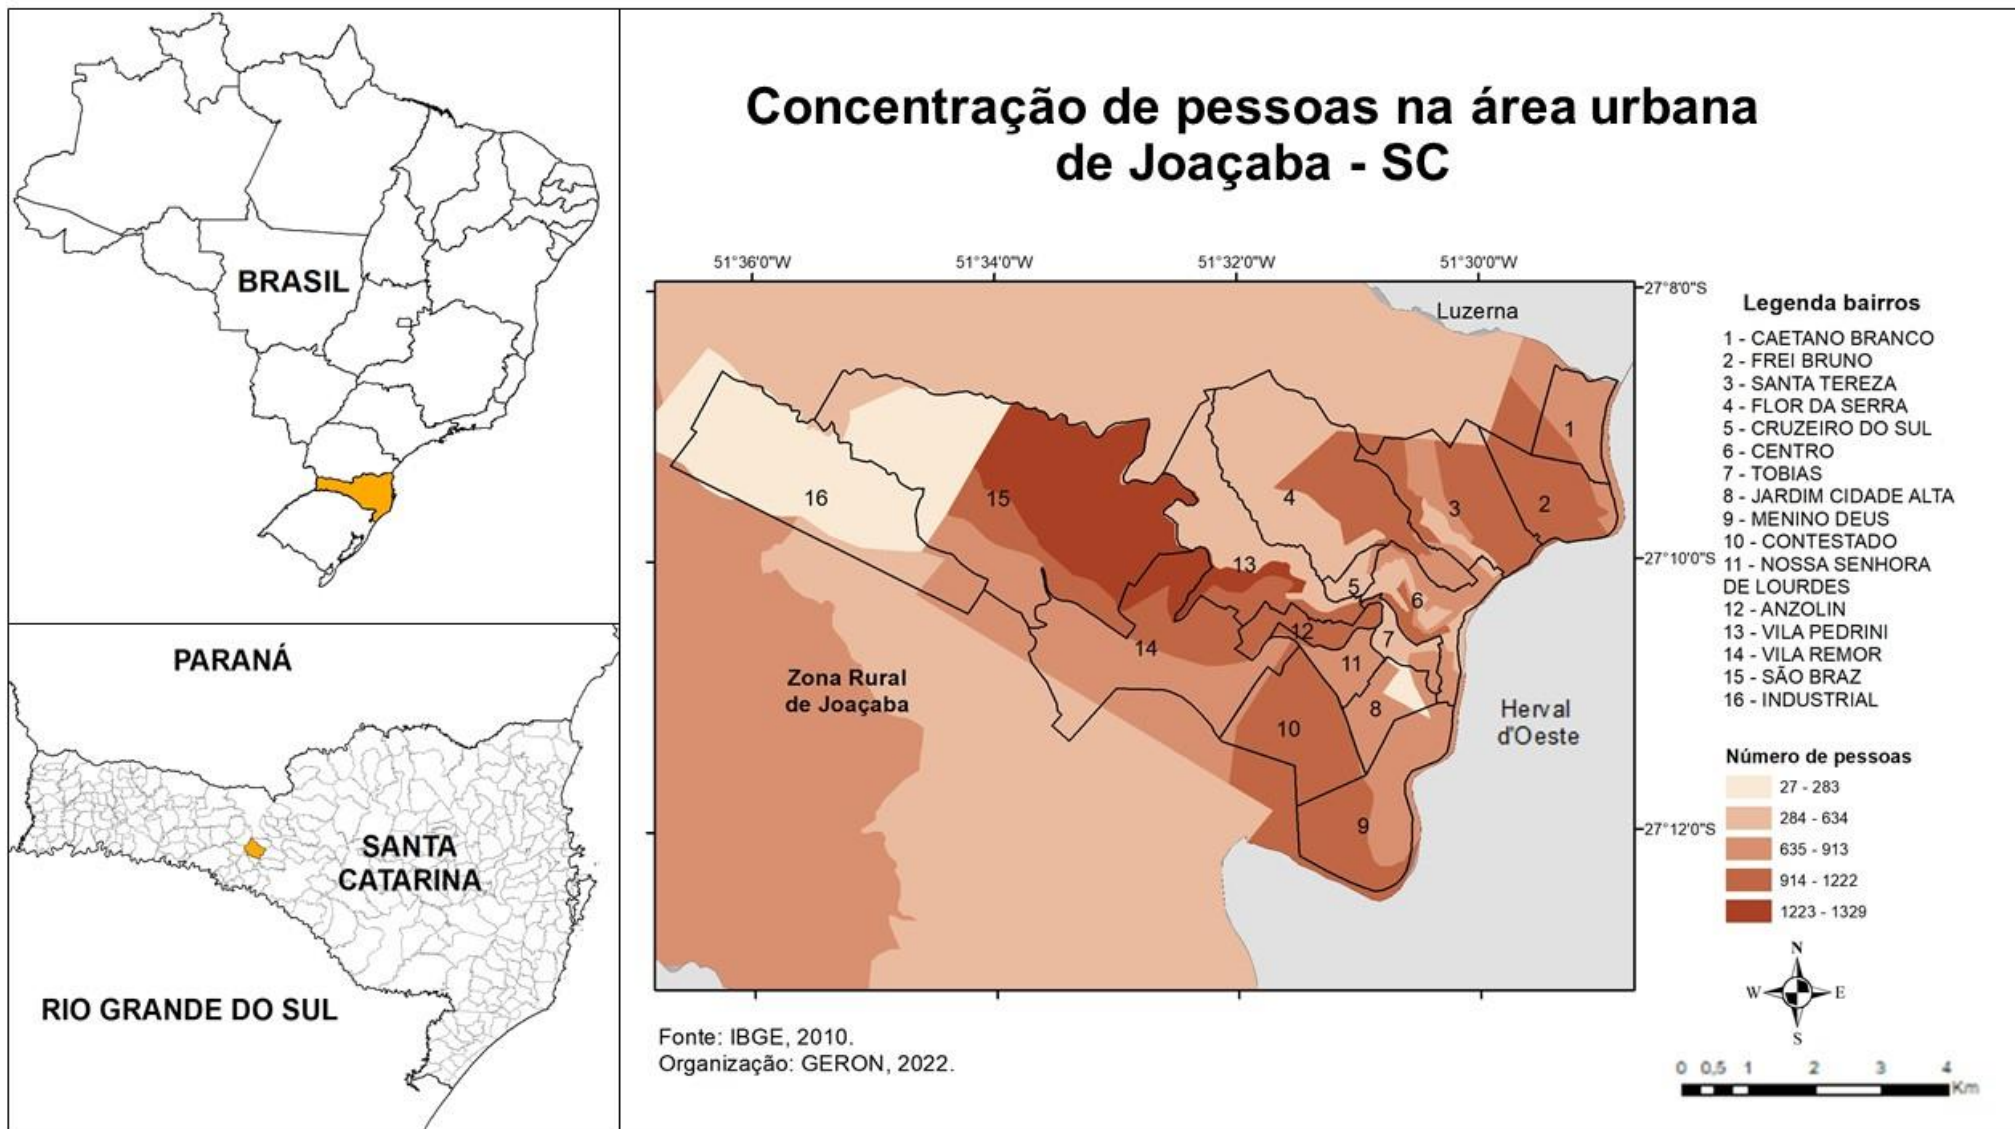 Concentração de pessoas na área urbana
de Joaçaba - SC
BRASIL
PARANÁ
SANTA
CATARINA
RIO GRANDE DO SUL
51°36'0"W
51°34'0"W
51°32'0"W
51°30'0"W
27°8'0"S
27°10'0"S
27°12'0"S
Luzerna
1
2
3
4
5
6
7
8
9
10
11
12
13
14
15
16
Zona Rural
de Joaçaba
Herval
d'Oeste
Legenda bairros
1 - CAETANO BRANCO
2 - FREI BRUNO
3 - SANTA TEREZA
4 - FLOR DA SERRA
5 - CRUZEIRO DO SUL
6 - CENTRO
7 - TOBIAS
8 - JARDIM CIDADE ALTA
9 - MENINO DEUS
10 - CONTESTADO
11 - NOSSA SENHORA
DE LOURDES
12 - ANZOLIN
13 - VILA PEDRINI
14 - VILA REMOR
15 - SÃO BRAZ
16 - INDUSTRIAL
Número de pessoas
27 - 283
284 - 634
635 - 913
914 - 1222
1223 - 1329
N
W E
S
0 0,5 1 2 3 4
Km
Fonte: IBGE, 2010.
Organização: GERON, 2022.